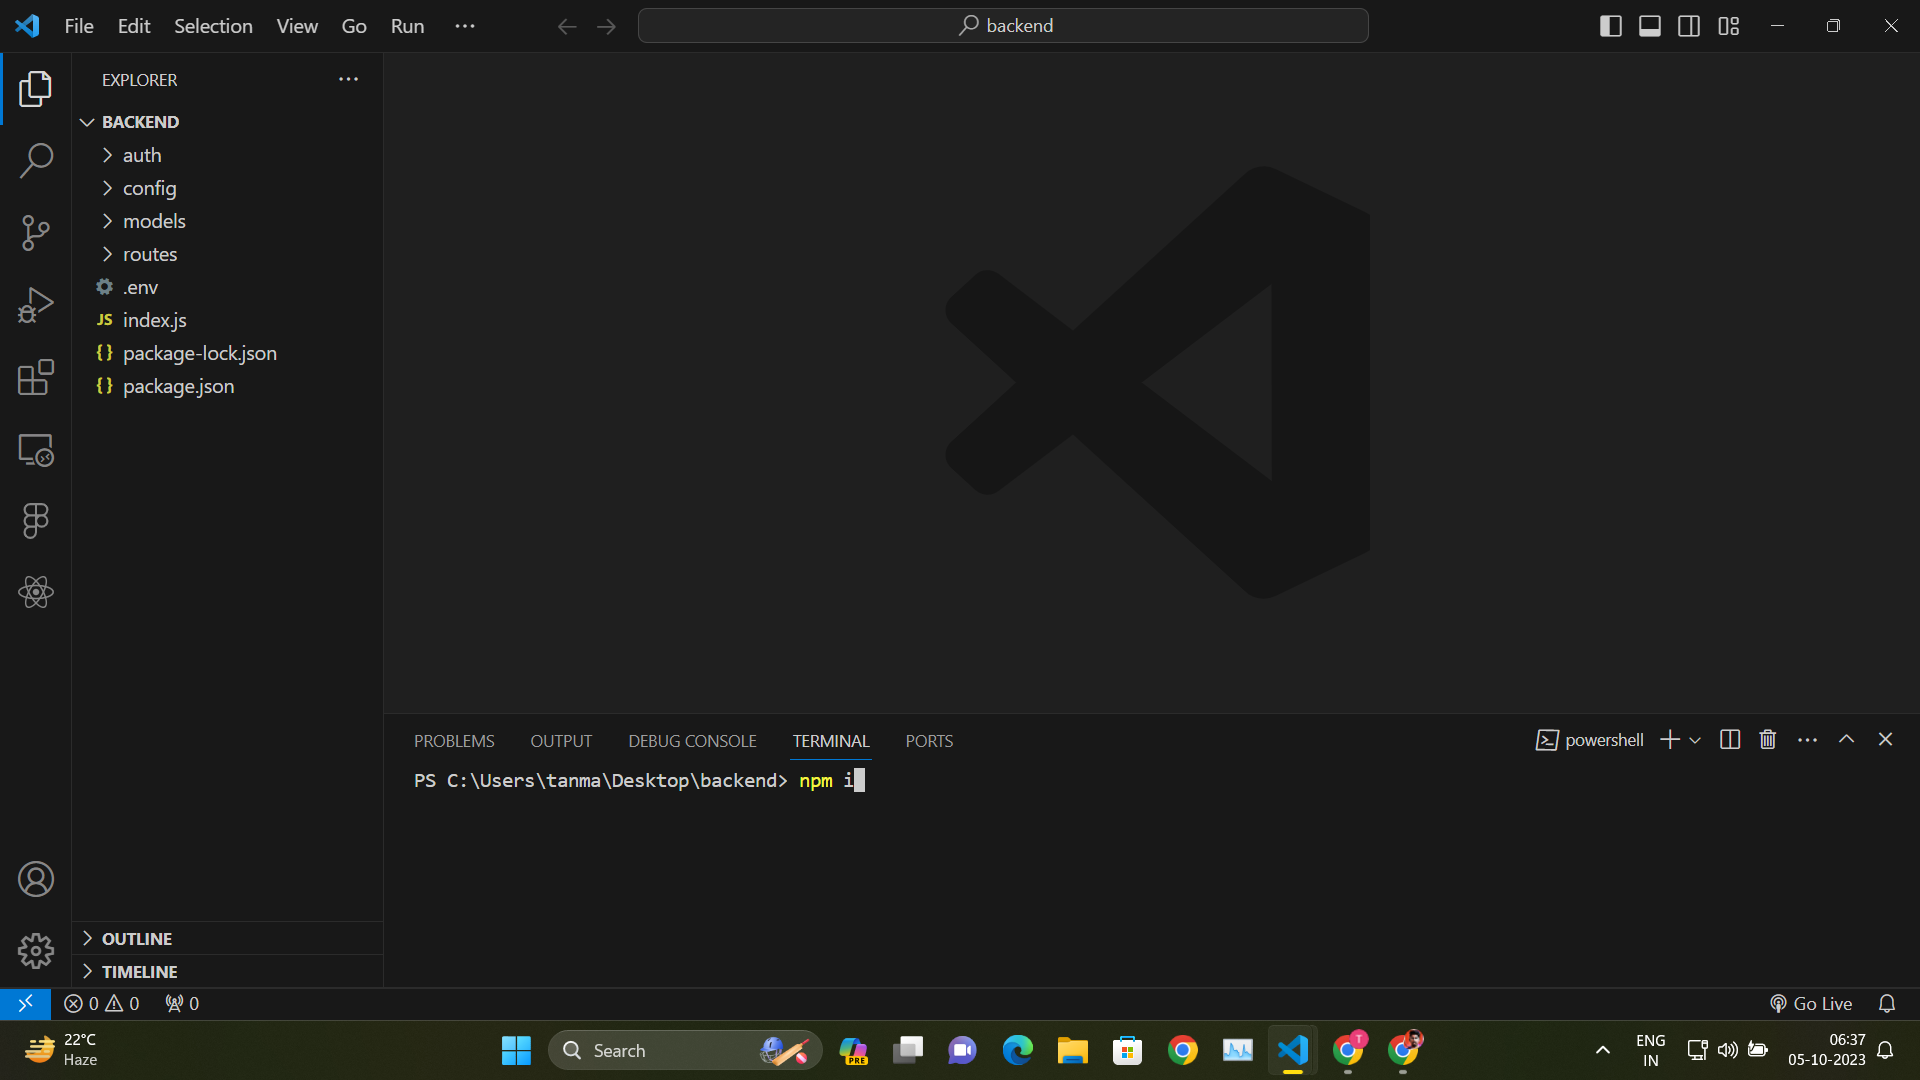 File Edit Selection View Go Run ···
backend
EXPLORER ···
BACKEND
auth
config
models
routes
.env
JS index.js
{} package-lock.json
{} package.json
PROBLEMS OUTPUT DEBUG CONSOLE TERMINAL PORTS
powershell
PS C:\Users\tanma\Desktop\backend> npm i
OUTLINE
TIMELINE
0 0 0
Go Live
22°C
Haze
Search
PRE
T
ENG
IN
06:37
05-10-2023